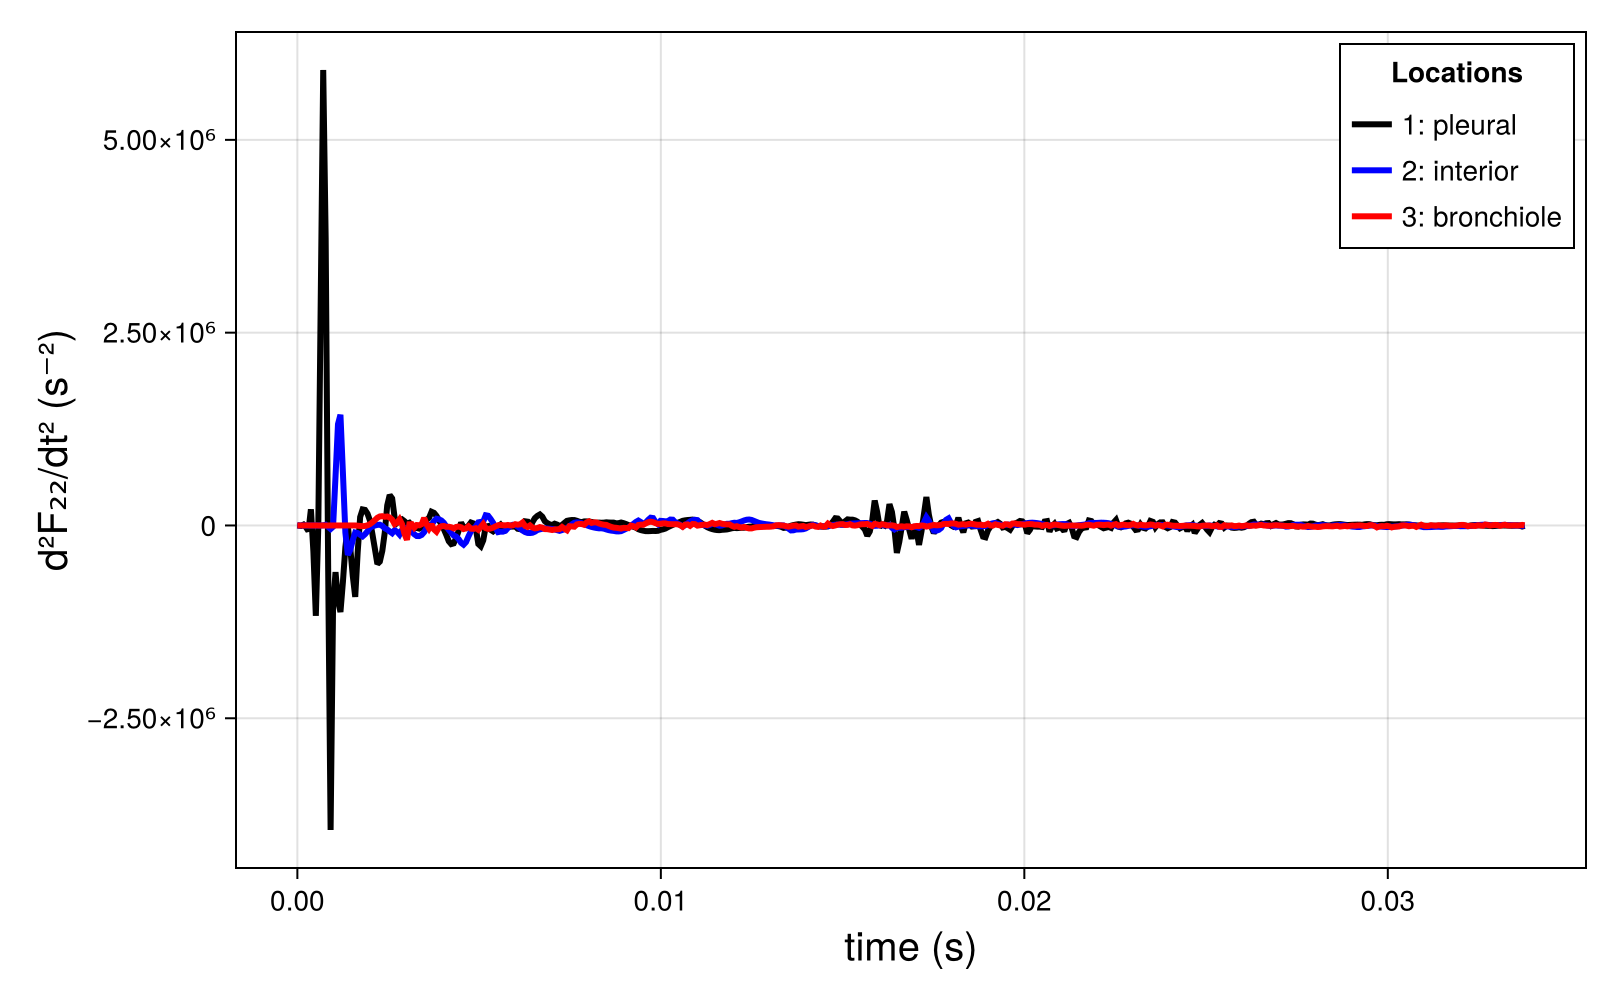 Locations
1: pleural
2: interior
3: bronchiole
5.00×10⁶
2.50×10⁶
0
−2.50×10⁶
d²F₂₂/dt² (s⁻²)
0.00
0.01
0.02
0.03
time (s)